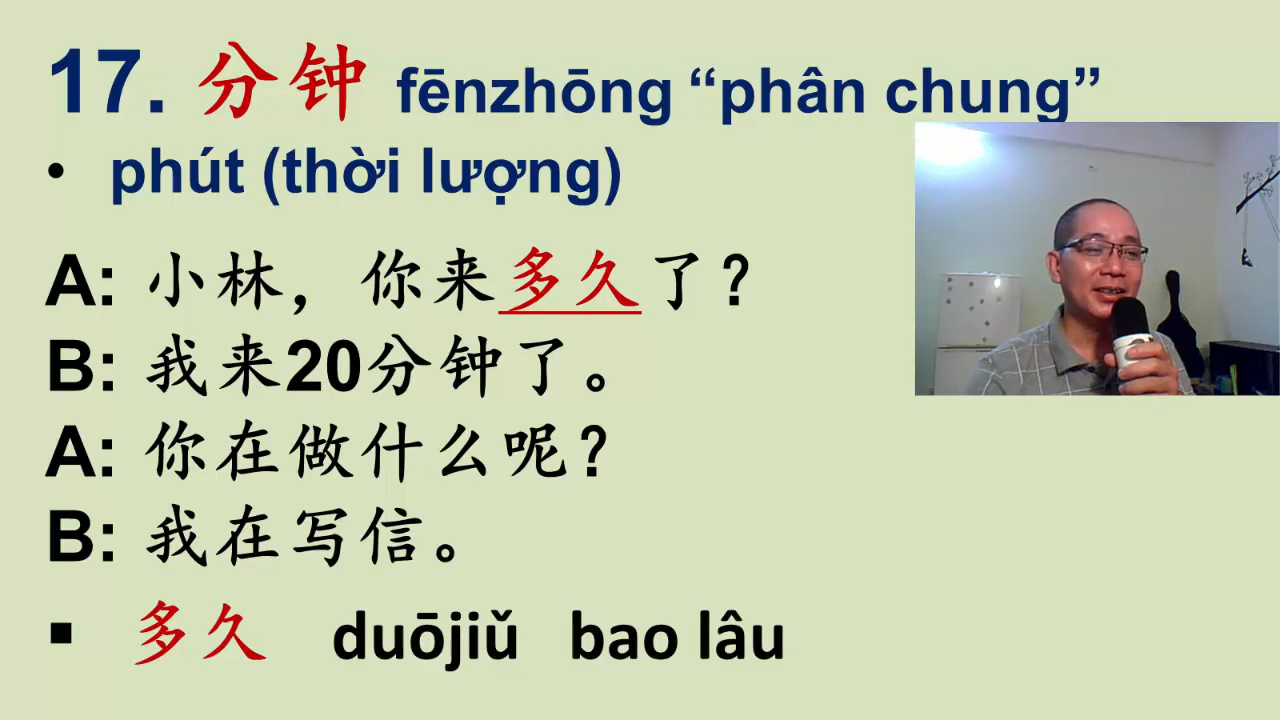 17. 分钟 fēnzhōng “phân chung”
• phút (thời lượng)
A: 小林，你来多久了？
B: 我来20分钟了。
A: 你在做什么呢？
B: 我在写信。
▪ 多久 duōjiǔ bao lâu